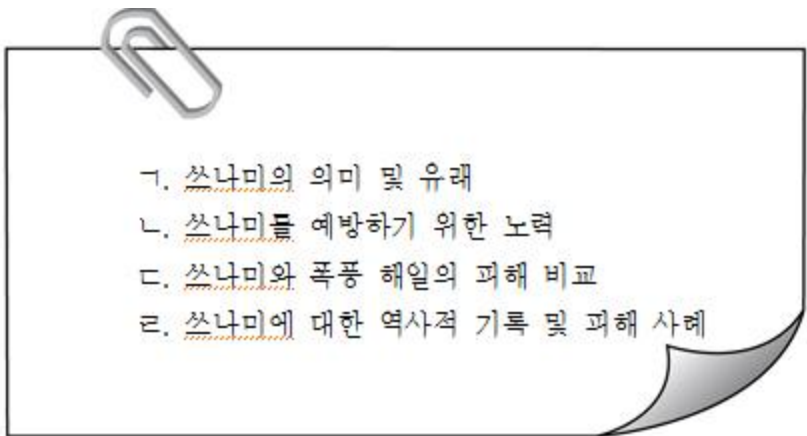 ㄱ. 쓰나미의 의미 및 유래
ㄴ. 쓰나미를 예방하기 위한 노력
ㄷ. 쓰나미와 폭풍 해일의 피해 비교
ㄹ. 쓰나미에 대한 역사적 기록 및 피해 사례